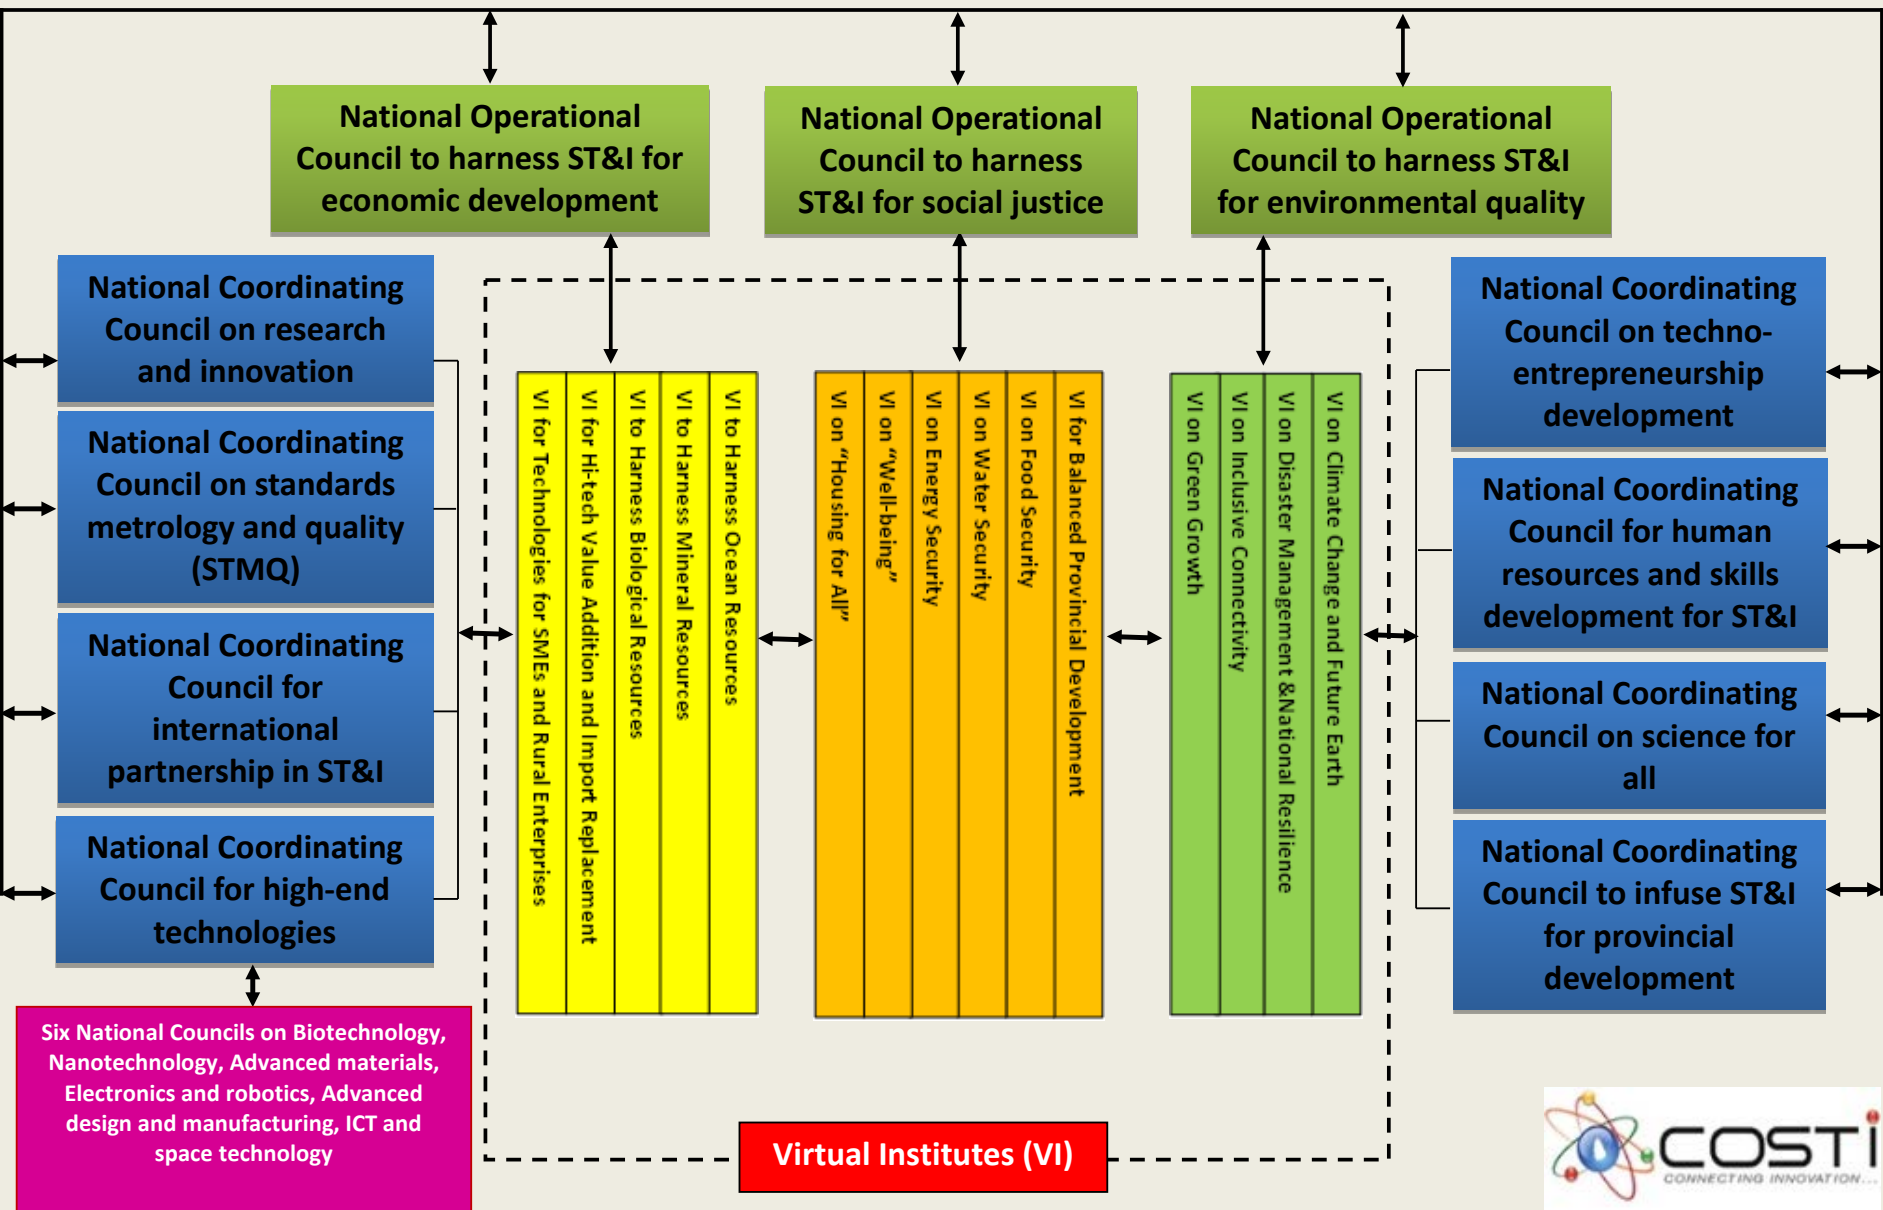 National Operational
Council to harness ST&I for
economic development
National Operational
Council to harness
ST&I for social justice
National Operational
Council to harness ST&I
for environmental quality
National Coordinating
Council on research
and innovation
National Coordinating
Council on standards
metrology and quality
(STMQ)
National Coordinating
Council for
international
partnership in ST&I
National Coordinating
Council for high-end
technologies
Six National Councils on Biotechnology,
Nanotechnology, Advanced materials,
Electronics and robotics, Advanced
design and manufacturing, ICT and
space technology
VI for Technologies for SMEs and Rural Enterprises
VI for Hi-tech Value Addition and Import Replacement
VI to Harness Biological Resources
VI to Harness Mineral Resources
VI to Harness Ocean Resources
VI on “Housing for All”
VI on “Well-being”
VI on Energy Security
VI on Water Security
VI on Food Security
VI for Balanced Provincial Development
VI on Green Growth
VI on Inclusive Connectivity
VI on Disaster Management &National Resilience
VI on Climate Change and Future Earth
National Coordinating
Council on techno-
entrepreneurship
development
National Coordinating
Council for human
resources and skills
development for ST&I
National Coordinating
Council on science for
all
National Coordinating
Council to infuse ST&I
for provincial
development
Virtual Institutes (VI)
COSTi
CONNECTING INNOVATION...